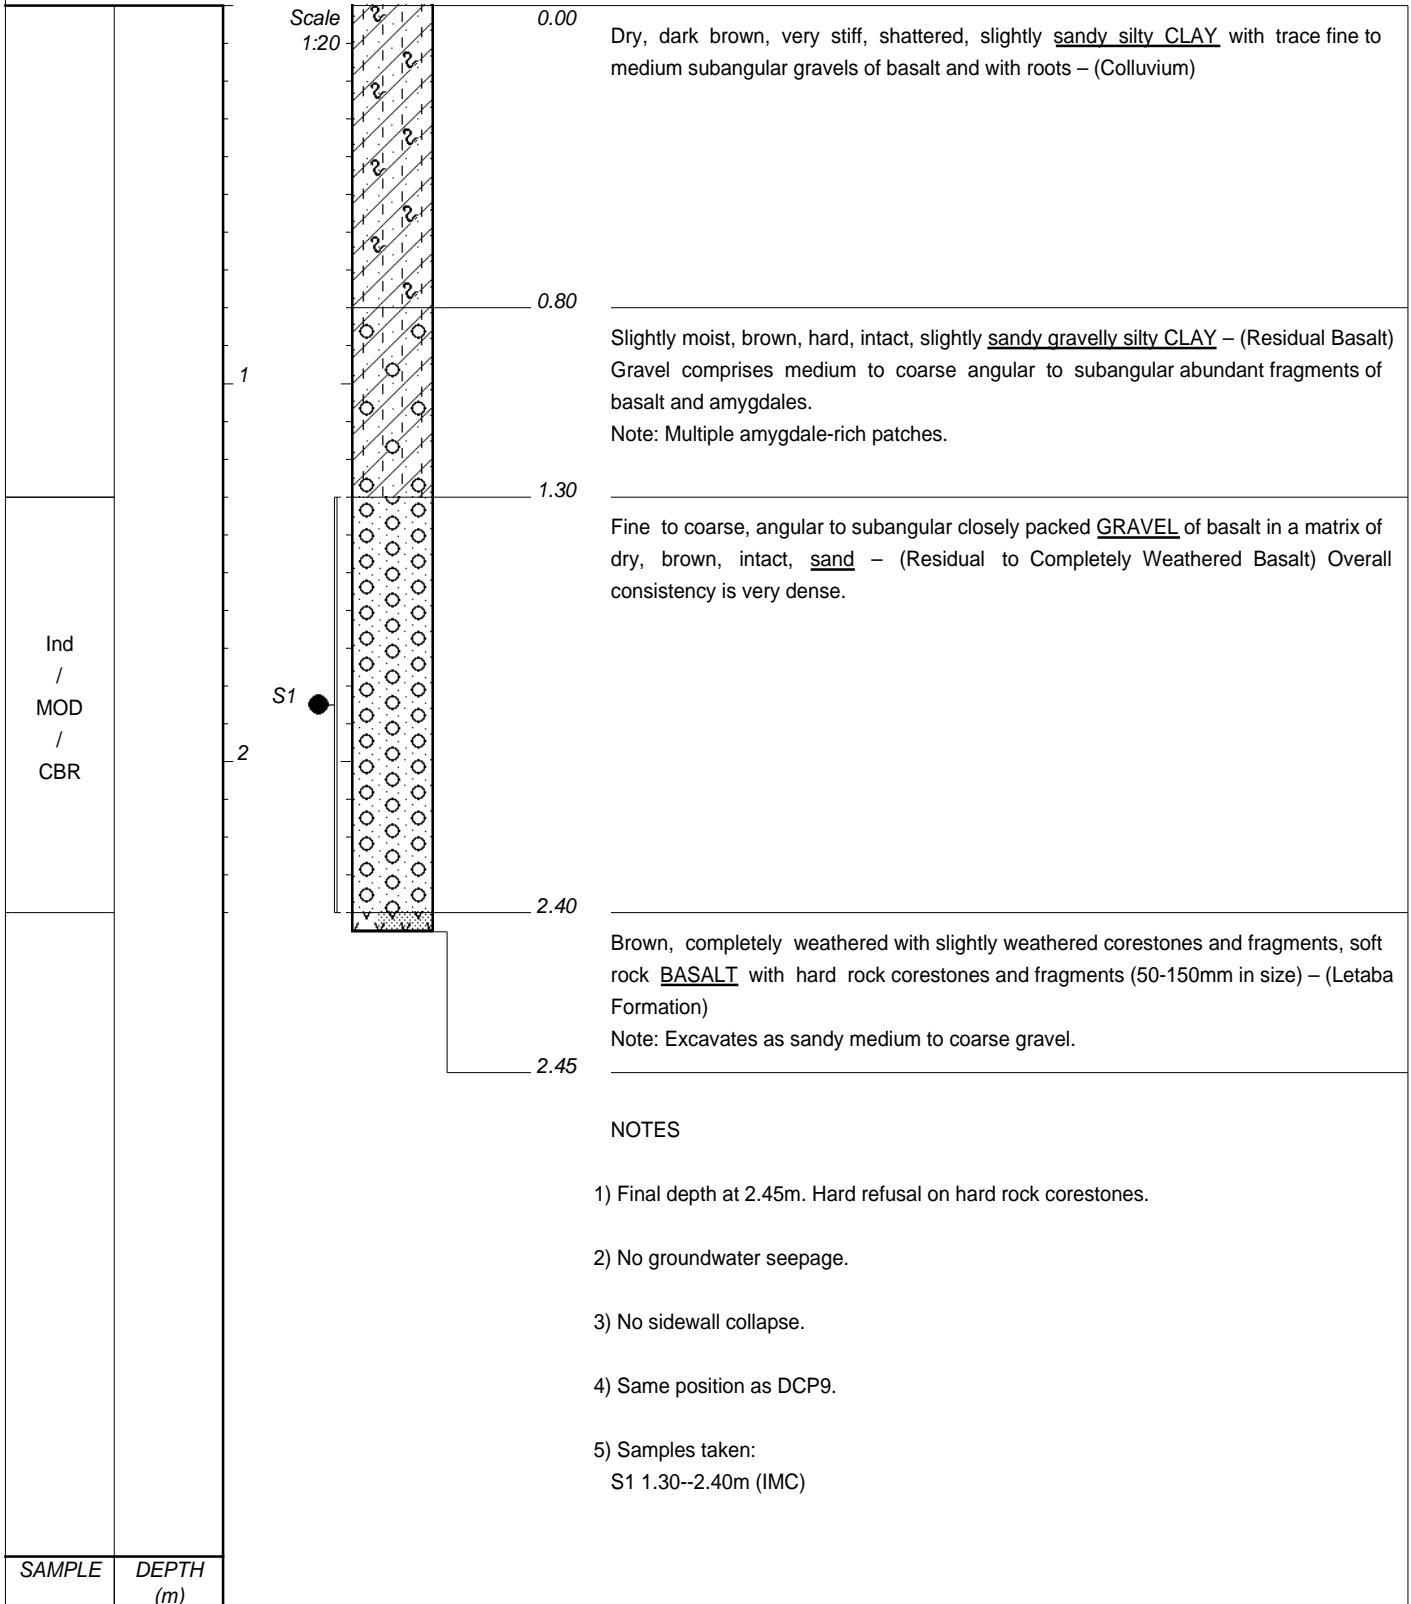 Scale
1:20
0.00
Dry, dark brown, very stiff, shattered, slightly sandy silty CLAY with trace fine to
medium subangular gravels of basalt and with roots – (Colluvium)
0.80
Slightly moist, brown, hard, intact, slightly sandy gravelly silty CLAY – (Residual Basalt)
Gravel comprises medium to coarse angular to subangular abundant fragments of
basalt and amygdales.
Note: Multiple amygdale-rich patches.
1
1.30
Fine to coarse, angular to subangular closely packed GRAVEL of basalt in a matrix of
dry, brown, intact, sand – (Residual to Completely Weathered Basalt) Overall
consistency is very dense.
Ind
/
MOD
/
CBR
S1
2
2.40
Brown, completely weathered with slightly weathered corestones and fragments, soft
rock BASALT with hard rock corestones and fragments (50-150mm in size) – (Letaba
Formation)
Note: Excavates as sandy medium to coarse gravel.
2.45
NOTES
1) Final depth at 2.45m. Hard refusal on hard rock corestones.
2) No groundwater seepage.
3) No sidewall collapse.
4) Same position as DCP9.
5) Samples taken:
S1 1.30--2.40m (IMC)
SAMPLE
DEPTH
(m)